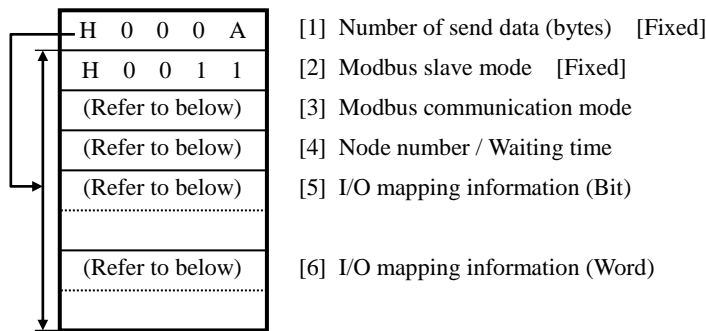 H 0 0 0 A [1] Number of send data (bytes) [Fixed]
H 0 0 1 1 [2] Modbus slave mode [Fixed]
(Refer to below) [3] Modbus communication mode
(Refer to below) [4] Node number / Waiting time
(Refer to below) [5] I/O mapping information (Bit)
(Refer to below) [6] I/O mapping information (Word)